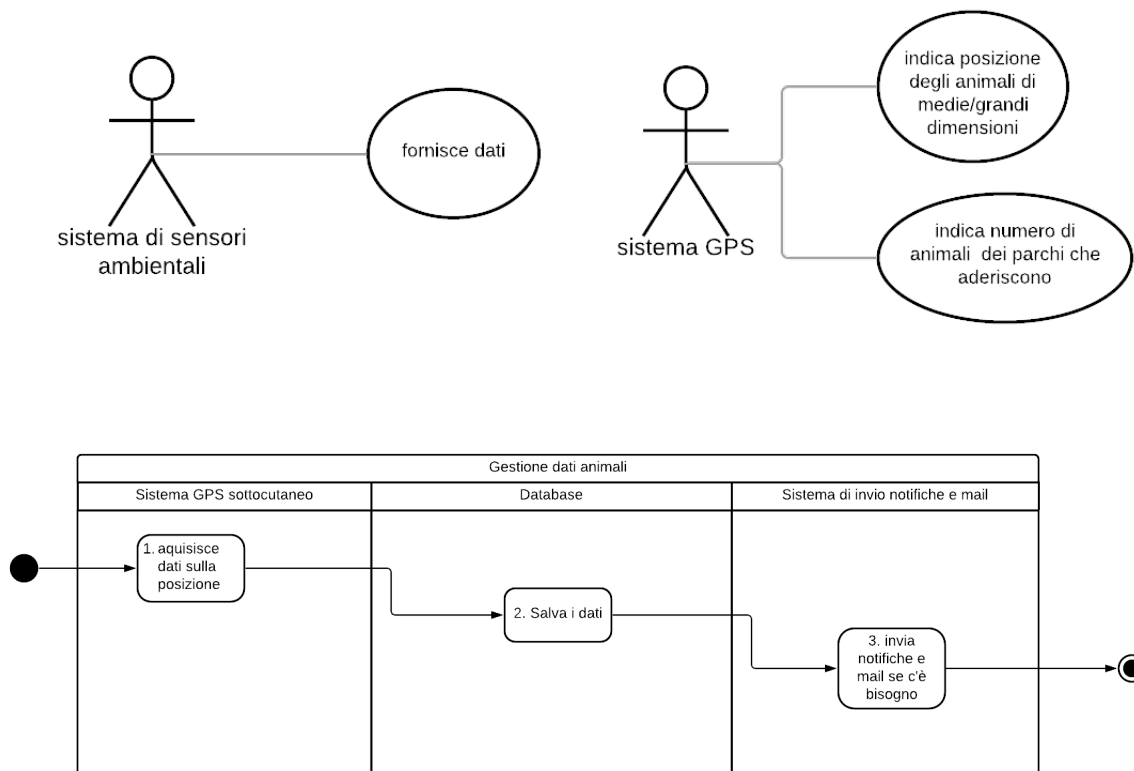 fornisce dati
sistema di sensori
ambientali
indica posizione
degli animali di
medie/grandi
dimensioni
sistema GPS
indica numero di
animali dei parchi che
aderiscono
Gestione dati animali
Sistema GPS sottocutaneo
Database
Sistema di invio notifiche e mail
1. aquisisce
dati sulla
posizione
2. Salva i dati
3. invia
notifiche e
mail se c'è
bisogno